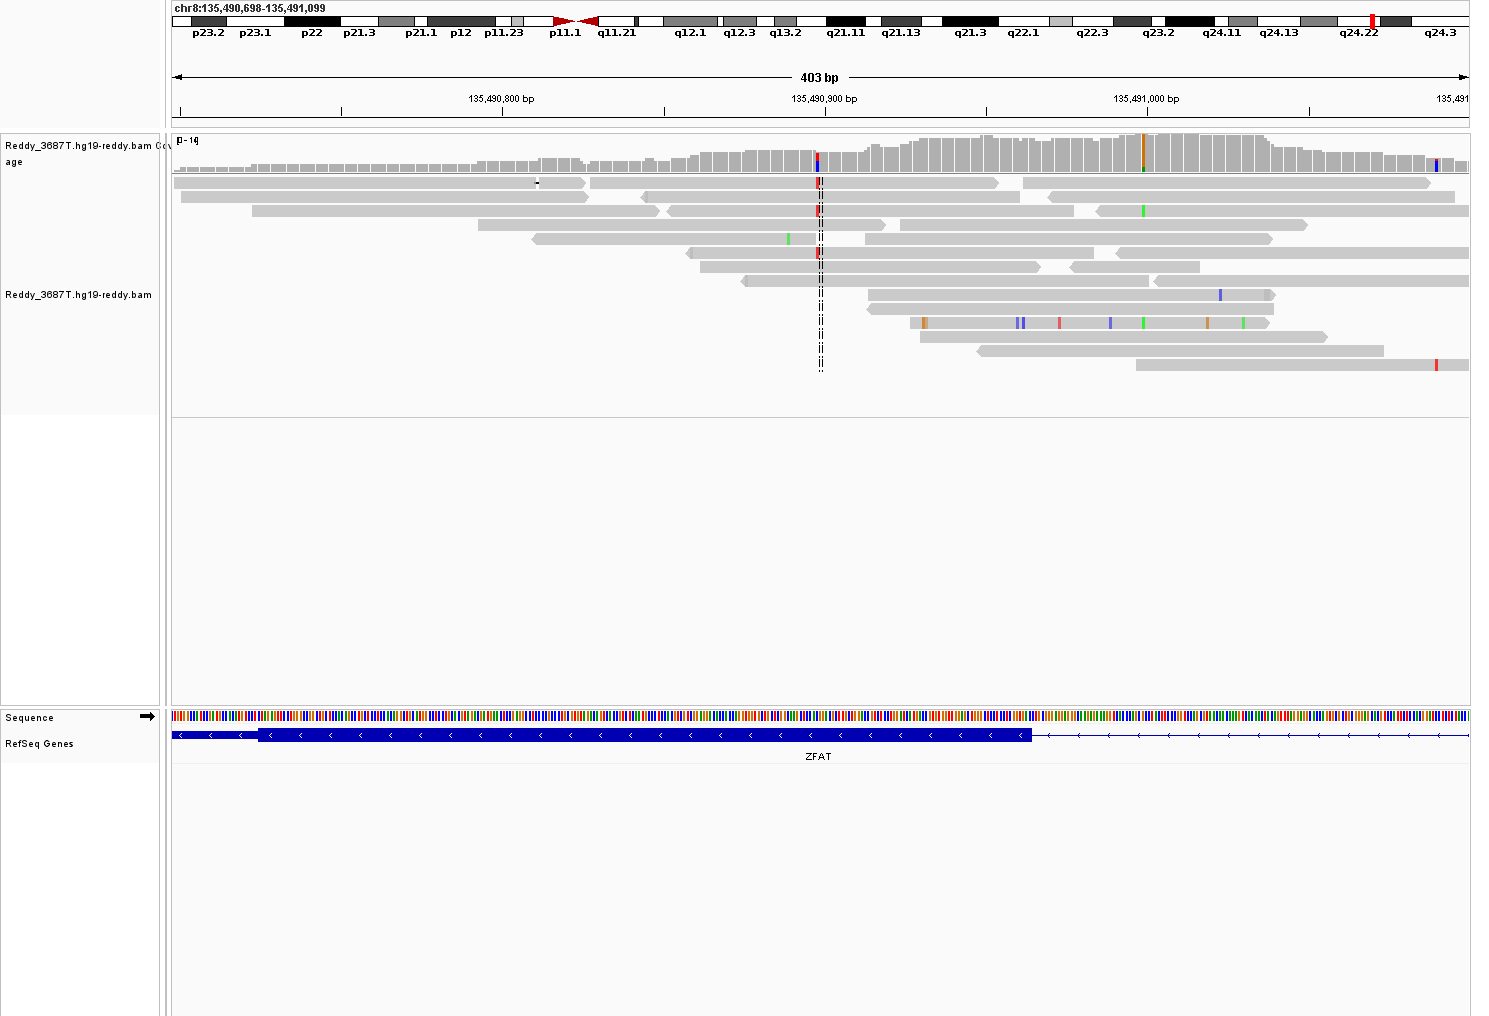 chr8:135,490,698-135,491,099
p23.2 p23.1 p22 p21.3 p21.1 p12 p11.23 p11.1 q11.21 q12.1 q12.3 q13.2 q21.11 q21.13 q21.3 q22.1 q22.3 q23.2 q24.11 q24.13 q24.22 q24.3
403 bp
135,490,800 bp 135,490,900 bp 135,491,000 bp 135,491
Reddy_3687T.hg19-reddy.bam Cov
age
[0 - 14]
Reddy_3687T.hg19-reddy.bam
Sequence
RefSeq Genes
ZFAT